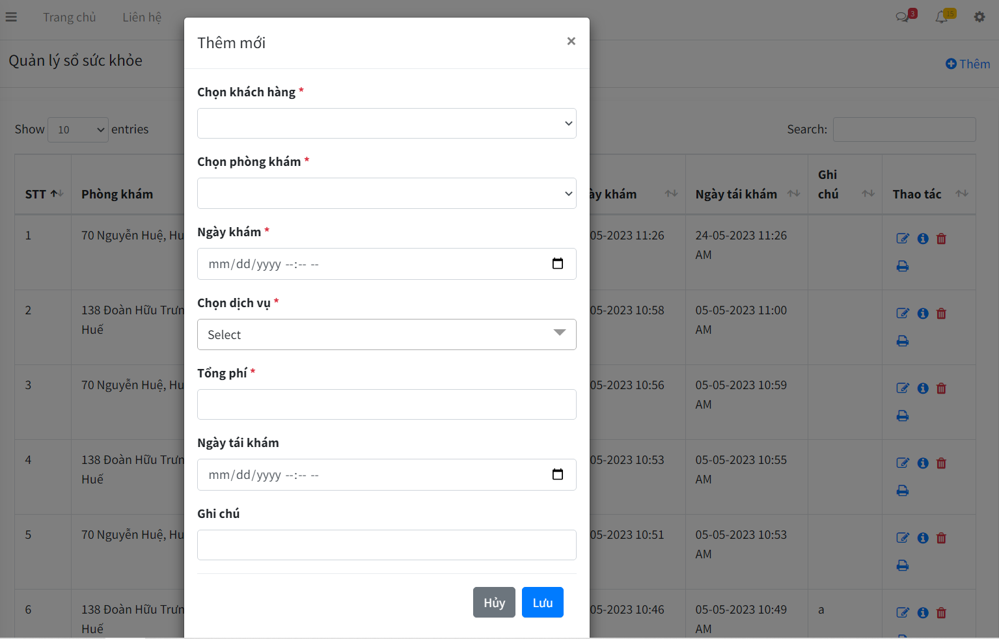 Trang chủ Liên hệ 3 15
Quản lý sổ sức khỏe
Thêm
Show 10 entries
Search:
STT Phòng khám ày khám Ngày tái khám Ghi chú Thao tác
1 70 Nguyễn Huệ, Hu 05-2023 11:26 24-05-2023 11:26
AM
2 138 Đoàn Hữu Trưn 05-2023 10:58 05-05-2023 11:00
Huế AM
3 70 Nguyễn Huệ, Hu 05-2023 10:56 05-05-2023 10:59
AM
4 138 Đoàn Hữu Trưn 05-2023 10:53 05-05-2023 10:55
Huế AM
5 70 Nguyễn Huệ, Hu 05-2023 10:51 05-05-2023 10:53
AM
6 138 Đoàn Hữu Trưn 05-2023 10:46 05-05-2023 10:49 a
Huế AM
Thêm mới ×
Chọn khách hàng *
Chọn phòng khám *
Ngày khám *
mm/dd/yyyy --:-- --
Chọn dịch vụ *
Select
Tổng phí *
Ngày tái khám
mm/dd/yyyy --:-- --
Ghi chú
Hủy Lưu